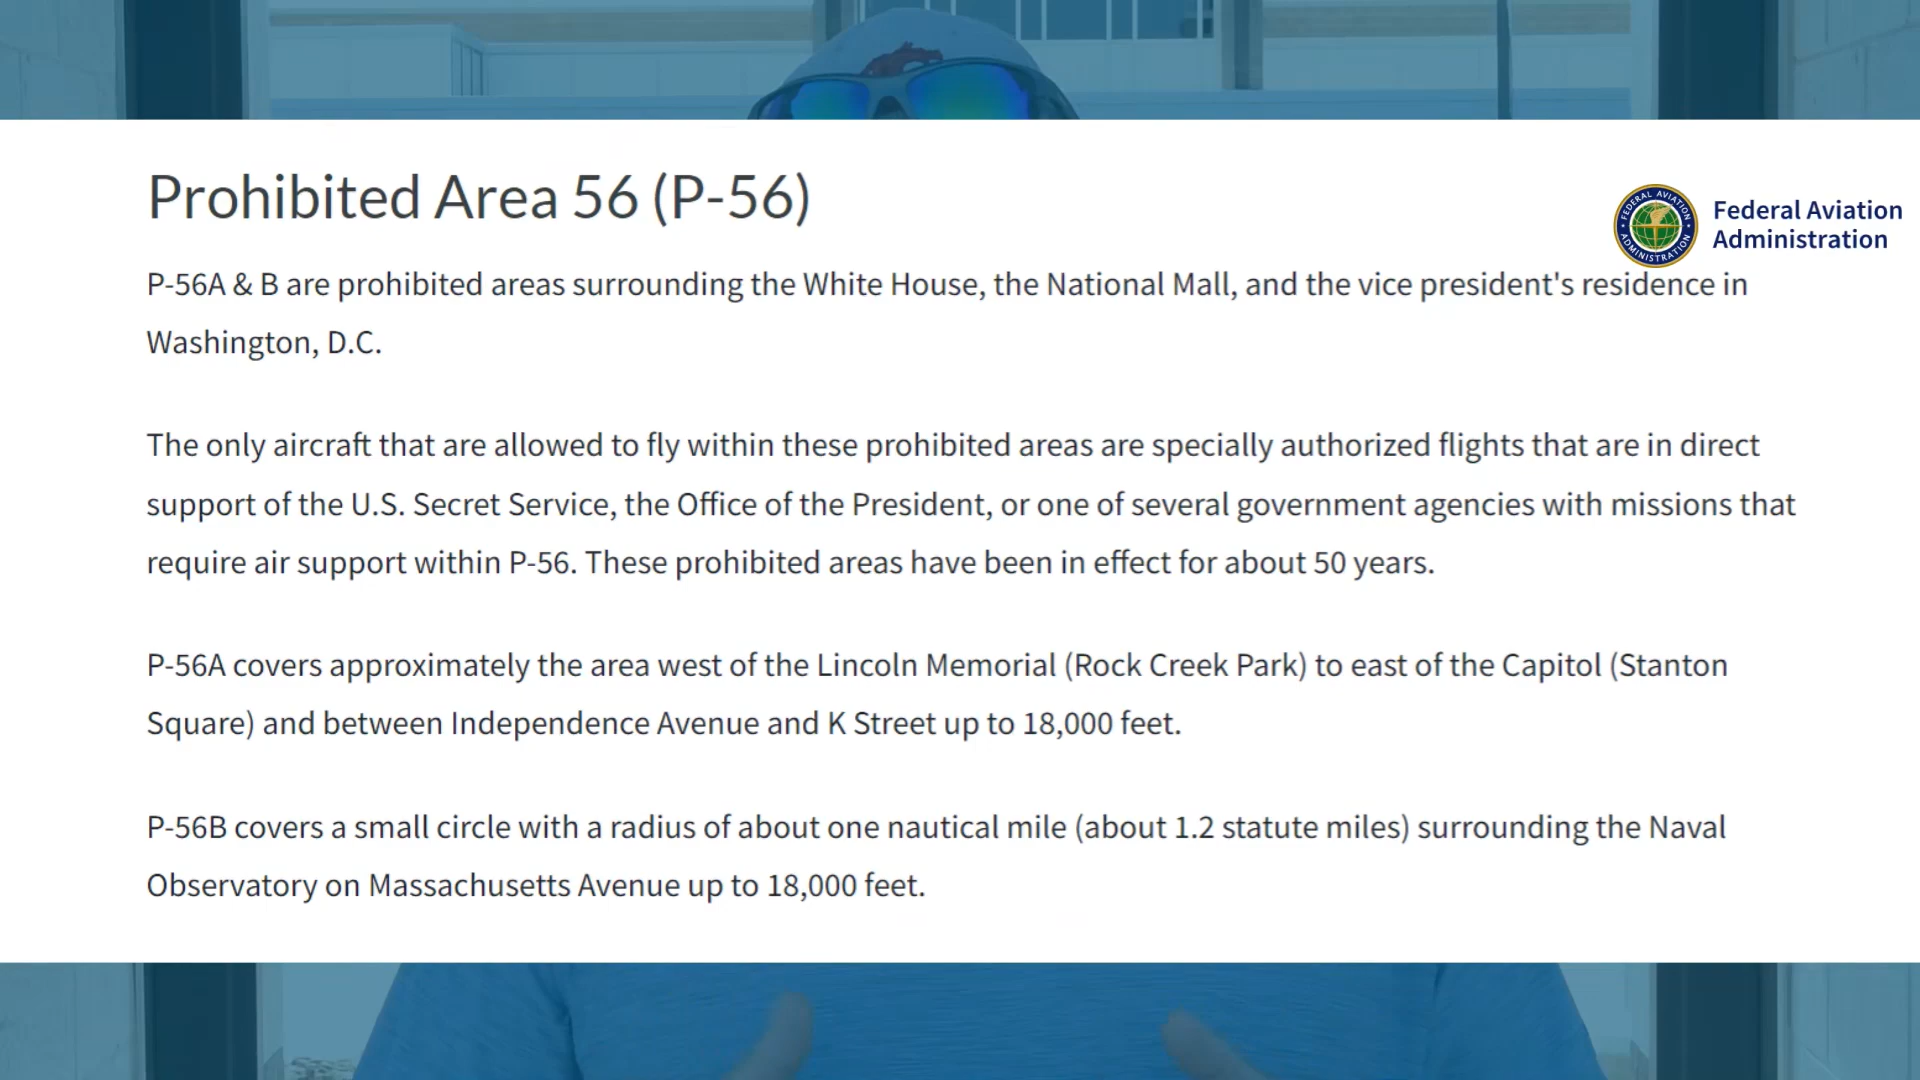 Prohibited Area 56 (P-56)
FEDERAL AVIATION ADMINISTRATION
Federal Aviation
Administration
P-56A & B are prohibited areas surrounding the White House, the National Mall, and the vice president's residence in
Washington, D.C.
The only aircraft that are allowed to fly within these prohibited areas are specially authorized flights that are in direct
support of the U.S. Secret Service, the Office of the President, or one of several government agencies with missions that
require air support within P-56. These prohibited areas have been in effect for about 50 years.
P-56A covers approximately the area west of the Lincoln Memorial (Rock Creek Park) to east of the Capitol (Stanton
Square) and between Independence Avenue and K Street up to 18,000 feet.
P-56B covers a small circle with a radius of about one nautical mile (about 1.2 statute miles) surrounding the Naval
Observatory on Massachusetts Avenue up to 18,000 feet.